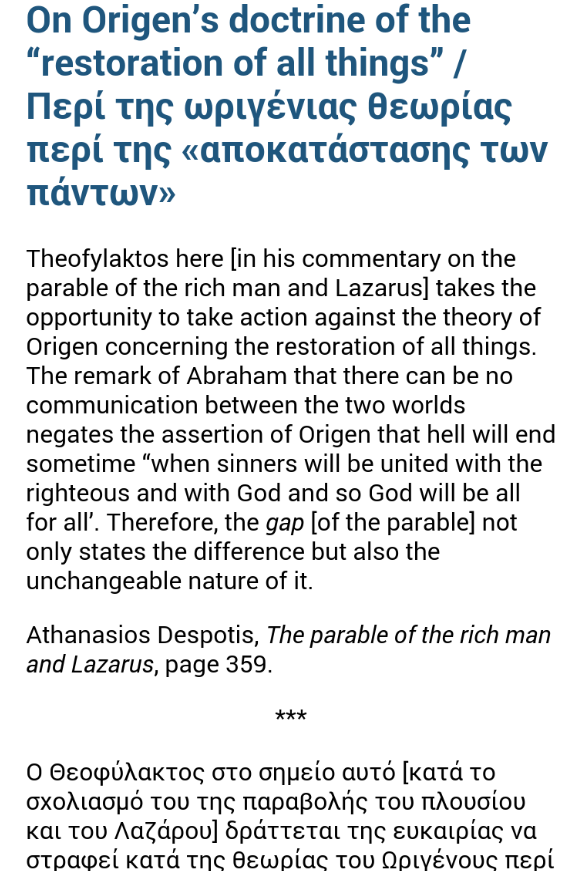 On Origen’s doctrine of the
“restoration of all things” /
Περί της ωριγένιας θεωρίας
περί της «αποκατάστασης των
πάντων»
Theofylaktos here [in his commentary on the
parable of the rich man and Lazarus] takes the
opportunity to take action against the theory of
Origen concerning the restoration of all things.
The remark of Abraham that there can be no
communication between the two worlds
negates the assertion of Origen that hell will end
sometime “when sinners will be united with the
righteous and with God and so God will be all
for all’. Therefore, the gap [of the parable] not
only states the difference but also the
unchangeable nature of it.
Athanasios Despotis, The parable of the rich man
and Lazarus, page 359.
***
Ο Θεοφύλακτος στο σημείο αυτό [κατά το
σχολιασμό του της παραβολής του πλουσίου
και του Λαζάρου] δράττεται της ευκαιρίας να
στραφεί κατά της θεωρίας του Ωριγένους περί